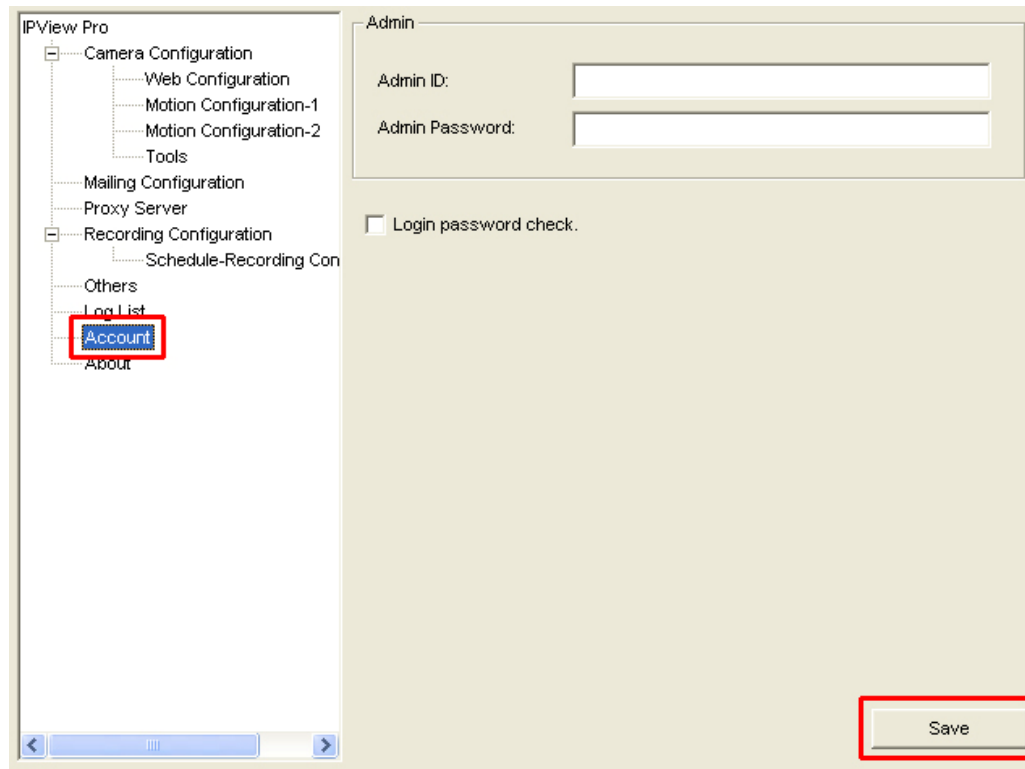 IPView Pro
Camera Configuration
Web Configuration
Motion Configuration-1
Motion Configuration-2
Tools
Mailing Configuration
Proxy Server
Recording Configuration
Schedule-Recording Con
Others
Log List
Account
About
Admin
Admin ID:
Admin Password:
Login password check.
Save